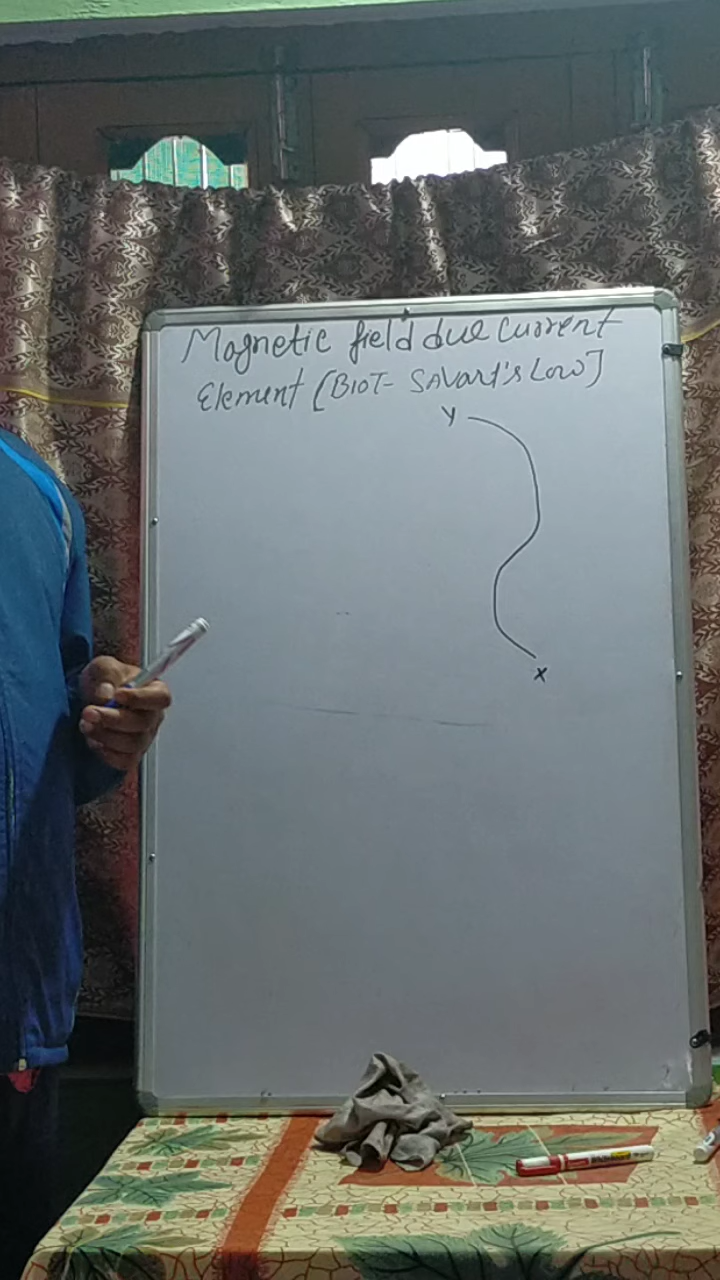 Magnetic field due Current
Element [BIOT- SAVart's Law]
Y
X